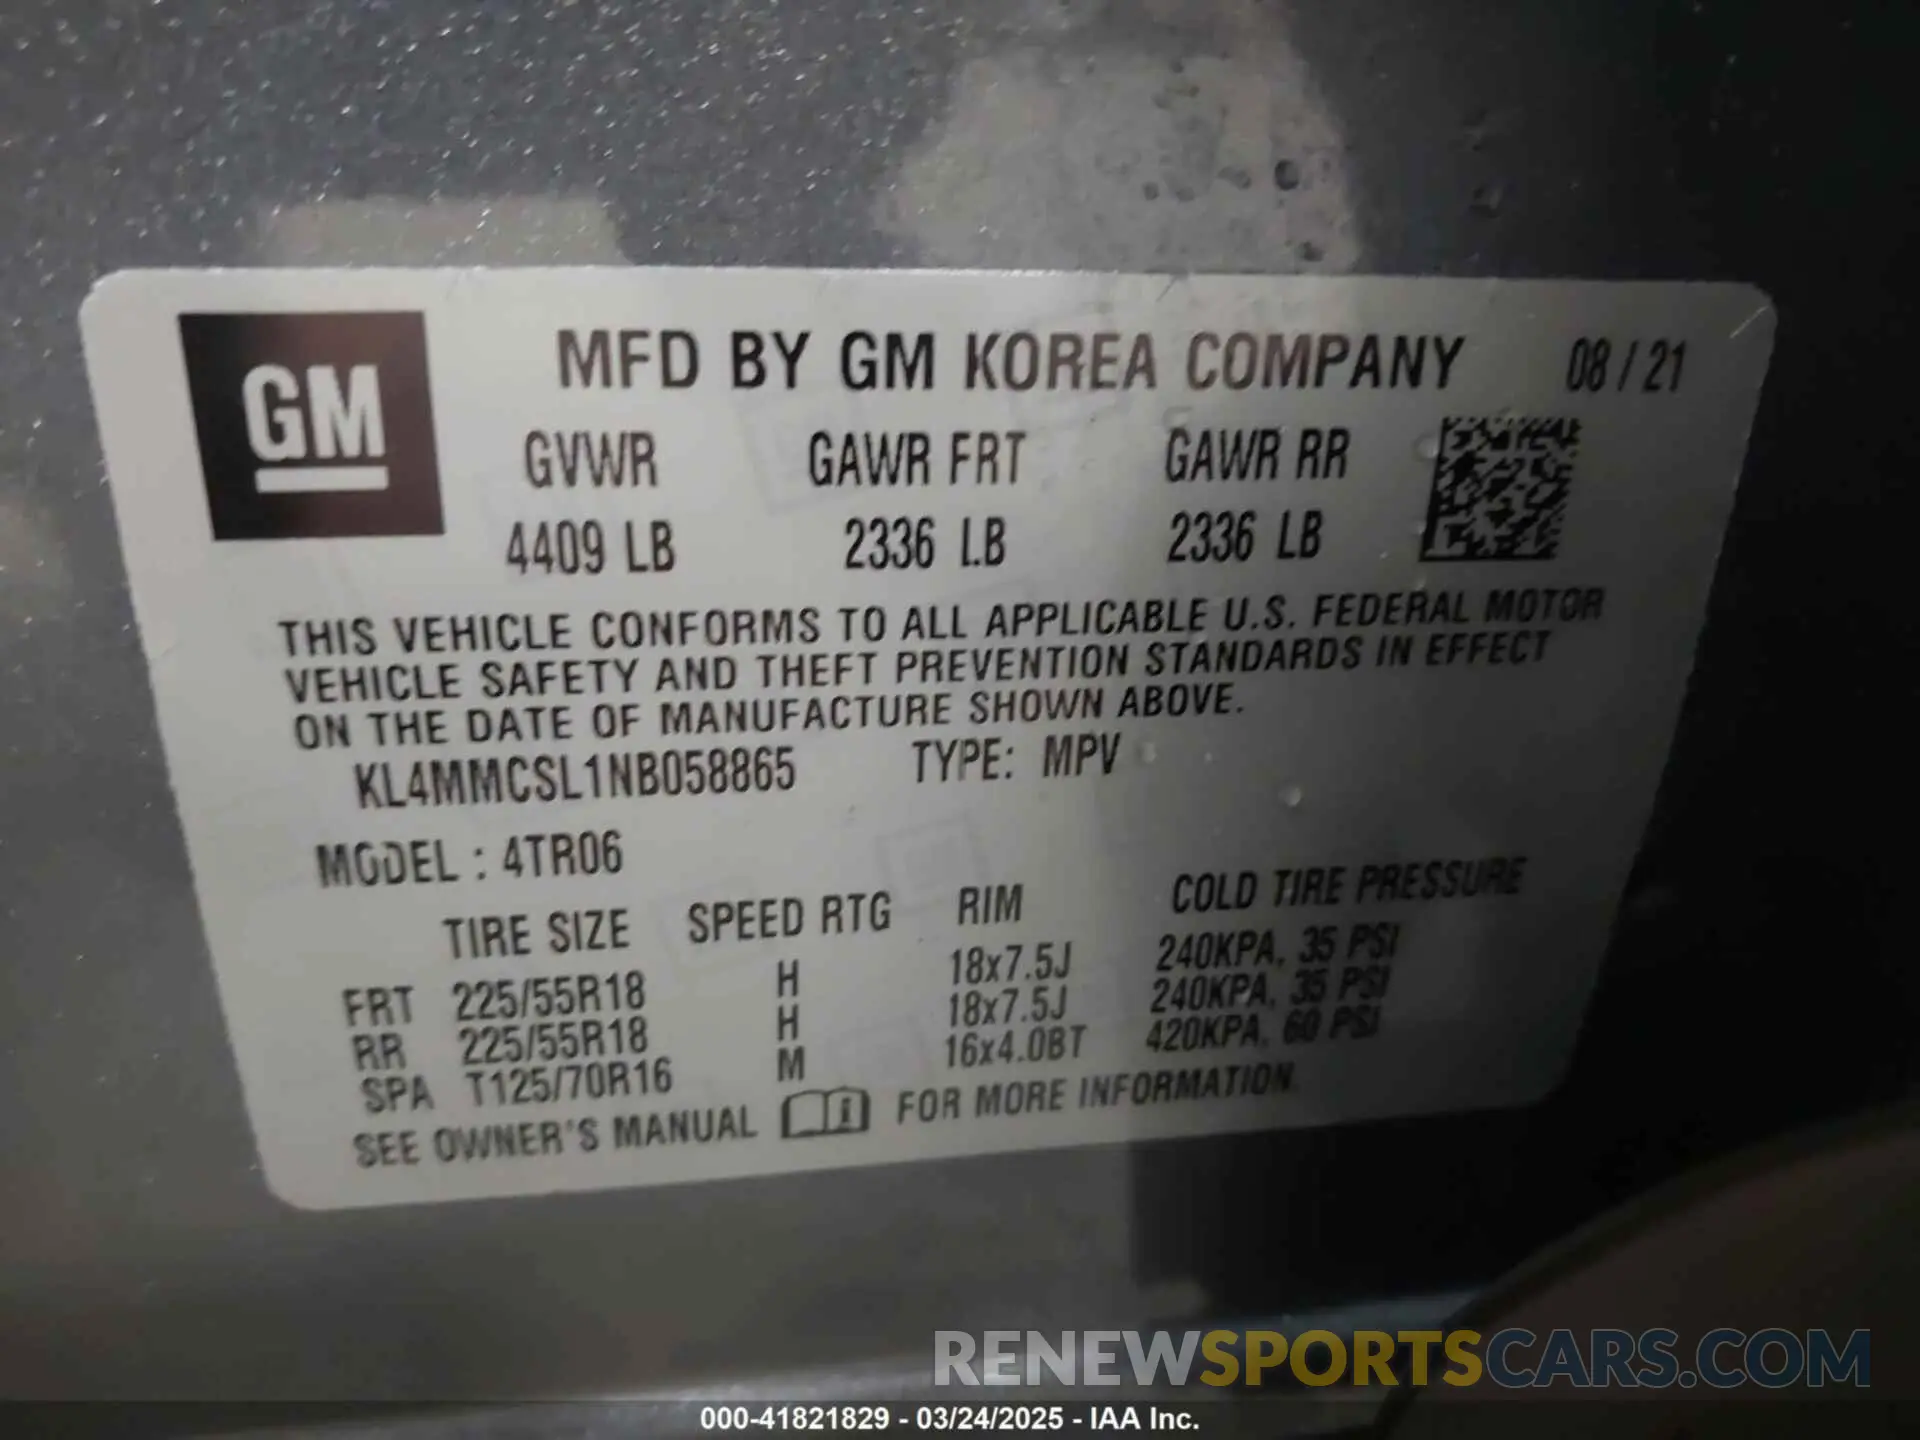 GM
MFD BY GM KOREA COMPANY 08/21
GVWR GAWR FRT GAWR RR
4409 LB 2336 LB 2336 LB
THIS VEHICLE CONFORMS TO ALL APPLICABLE U.S. FEDERAL MOTOR
VEHICLE SAFETY AND THEFT PREVENTION STANDARDS IN EFFECT
ON THE DATE OF MANUFACTURE SHOWN ABOVE.
KL4MMCSL1NB058865 TYPE: MPV
MODEL : 4TR06
TIRE SIZE SPEED RTG RIM COLD TIRE PRESSURE
FRT 225/55R18 H 18x7.5J 240KPA, 35 PSI
RR 225/55R18 H 18x7.5J 240KPA, 35 PSI
SPA T125/70R16 M 16x4.0BT 420KPA, 60 PSI
SEE OWNER'S MANUAL i FOR MORE INFORMATION
RENEWSPORTSCARS.COM
000-41821829 - 03/24/2025 - IAA Inc.